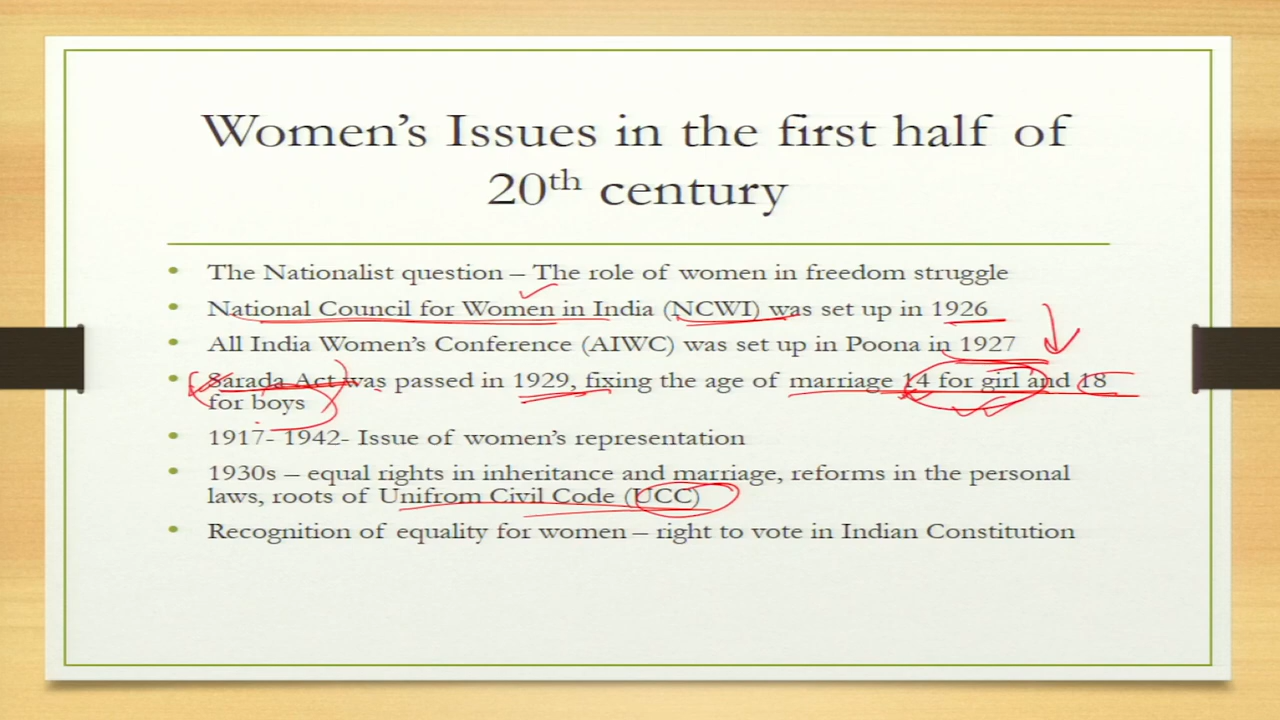 Women's Issues in the first half of
20th century
• The Nationalist question – The role of women in freedom struggle
• National Council for Women in India (NCWI) was set up in 1926
• All India Women's Conference (AIWC) was set up in Poona in 1927
• Sarada Act was passed in 1929, fixing the age of marriage 14 for girl and 18
for boys
• 1917- 1942- Issue of women's representation
• 1930s – equal rights in inheritance and marriage, reforms in the personal
laws, roots of Unifrom Civil Code (UCC)
• Recognition of equality for women – right to vote in Indian Constitution